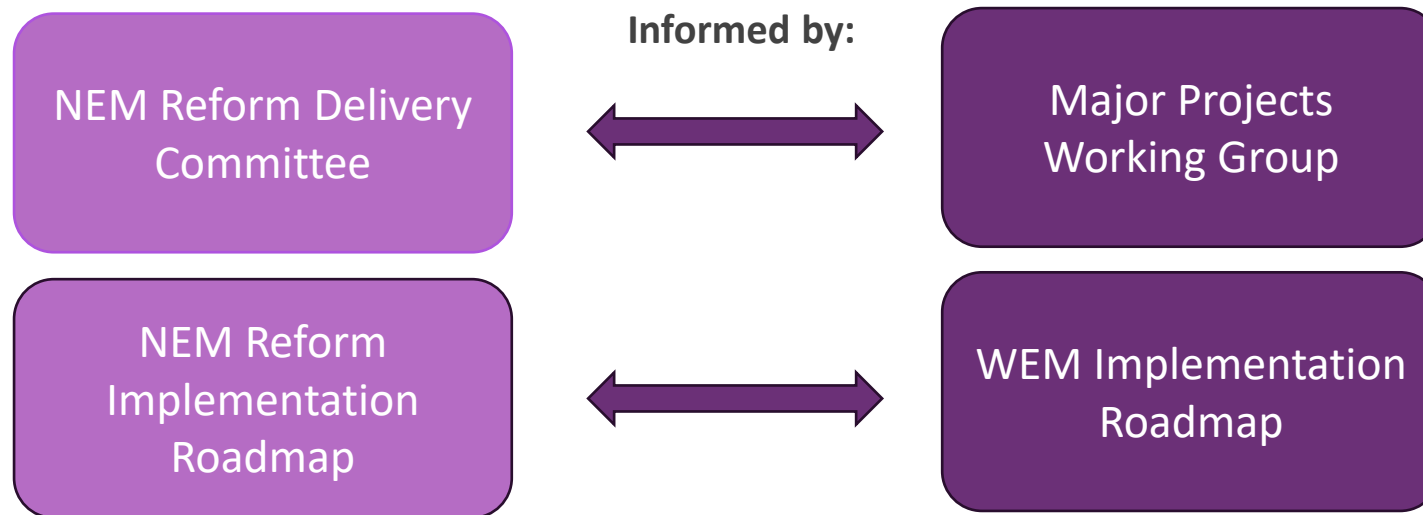 Informed by:
NEM Reform Delivery
Committee
Major Projects
Working Group
NEM Reform
Implementation
Roadmap
WEM Implementation
Roadmap